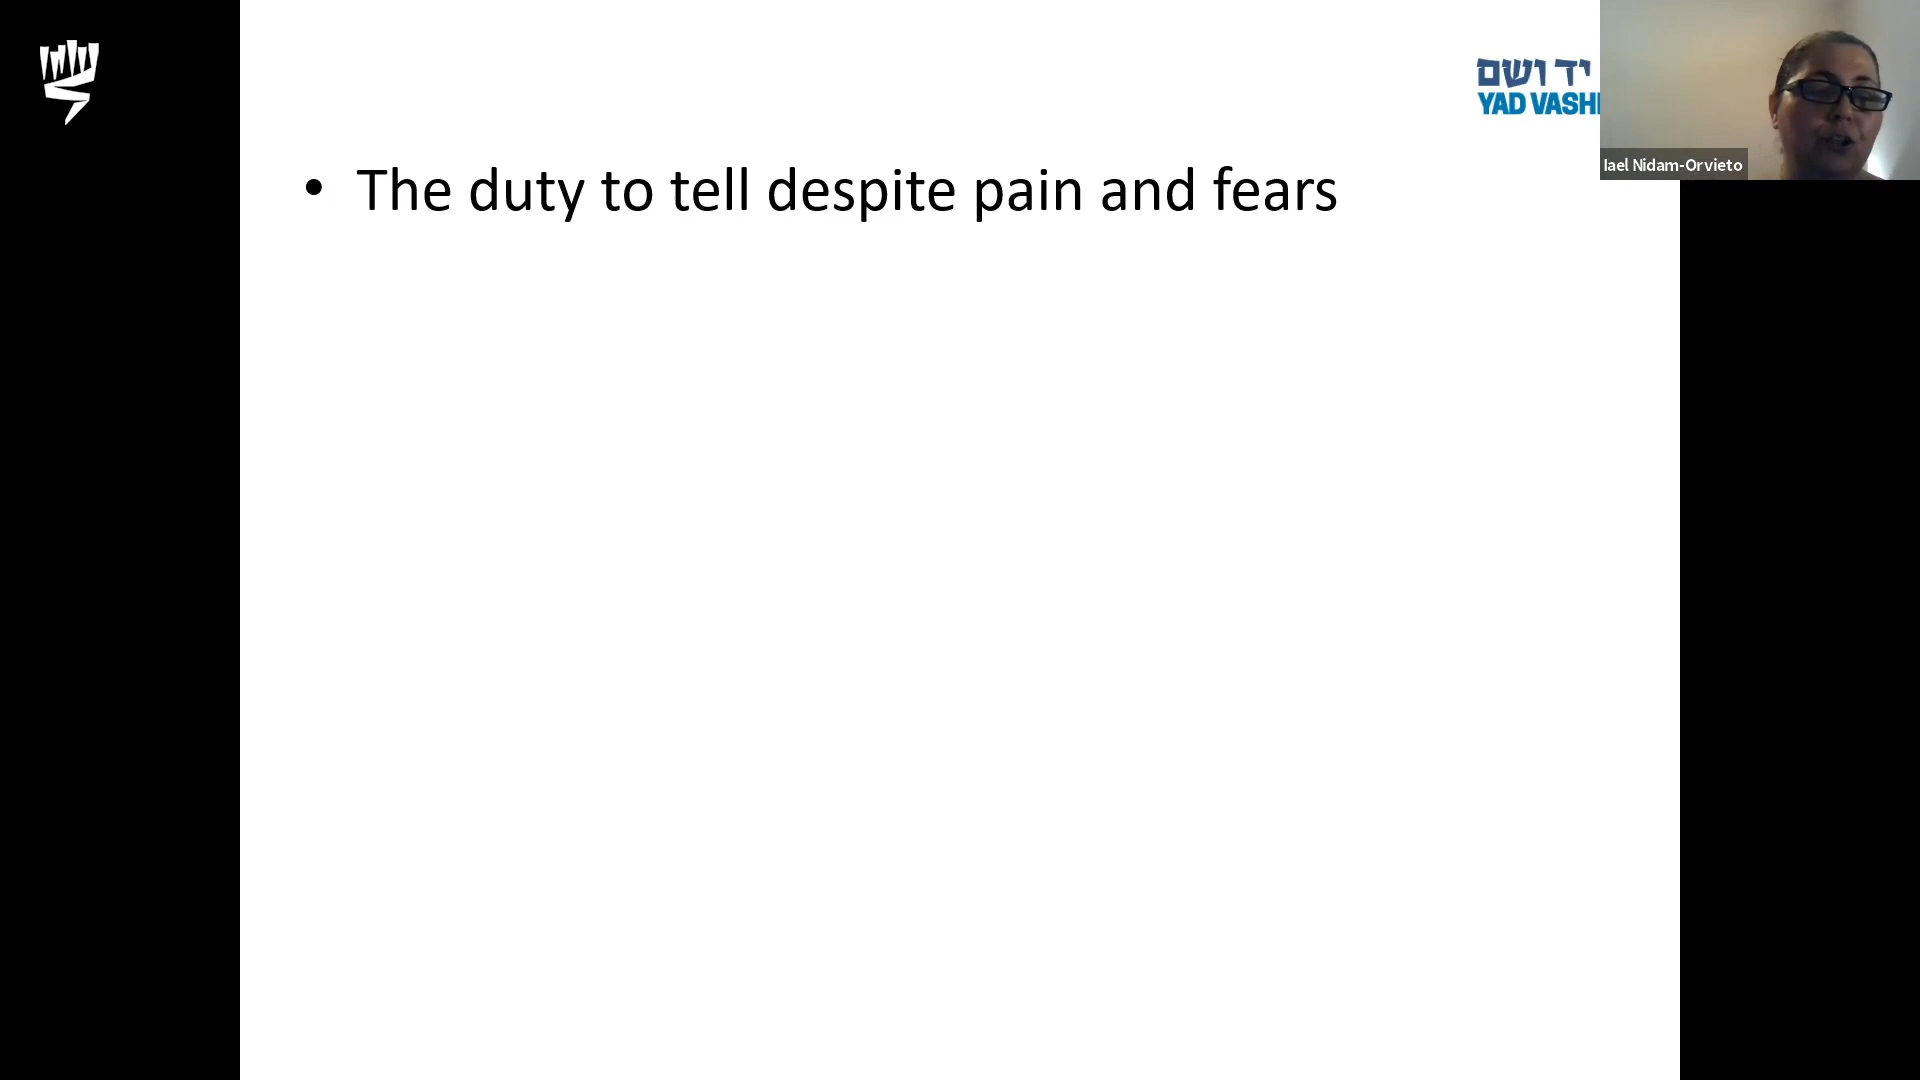 יד ושם
YAD VASH
Iael Nidam-Orvieto
• The duty to tell despite pain and fears